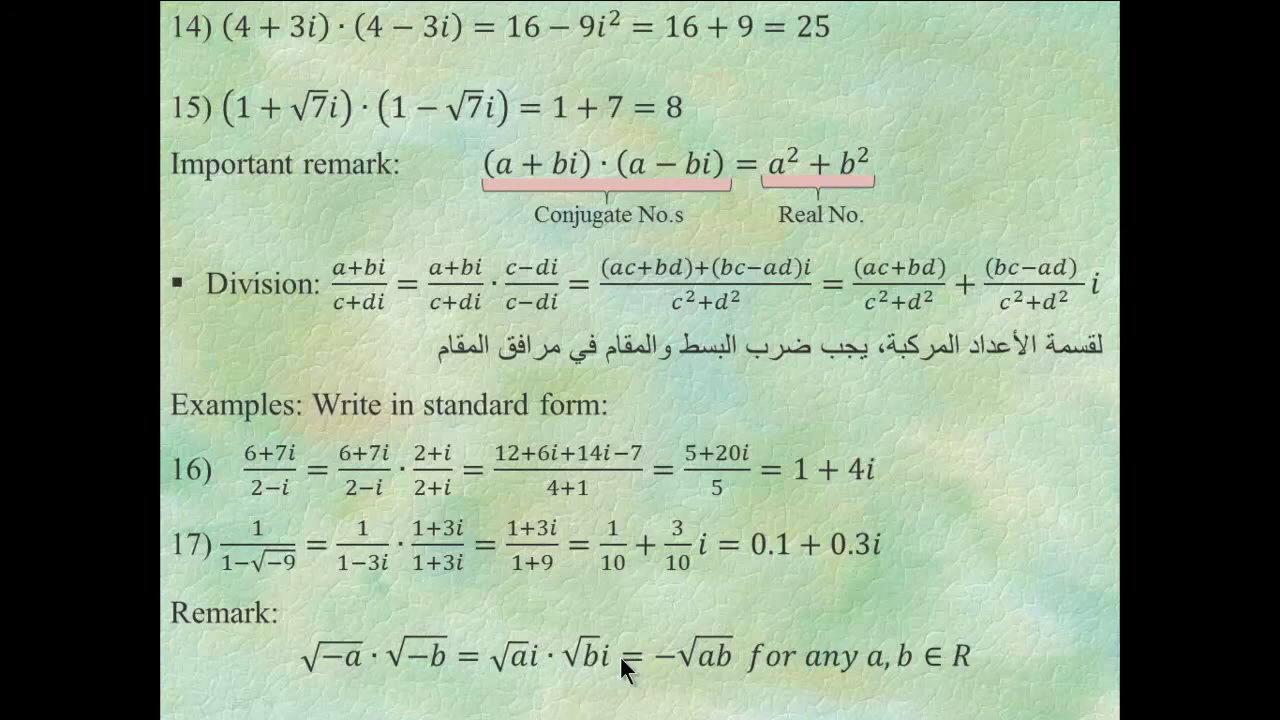 14) (4 + 3i) · (4 − 3i) = 16 − 9i² = 16 + 9 = 25
15) (1 + √7i) · (1 − √7i) = 1 + 7 = 8
Important remark: (a + bi) · (a − bi) = a² + b²
Conjugate No.s Real No.
▪ Division: (a+bi)/(c+di) = (a+bi)/(c+di) · (c−di)/(c−di) = ((ac+bd)+(bc−ad)i)/(c²+d²) = (ac+bd)/(c²+d²) + (bc−ad)/(c²+d²) i
لقسمة الأعداد المركبة، يجب ضرب البسط والمقام في مرافق المقام
Examples: Write in standard form:
16) (6+7i)/(2−i) = (6+7i)/(2−i) · (2+i)/(2+i) = (12+6i+14i−7)/(4+1) = (5+20i)/5 = 1 + 4i
17) 1/(1−√−9) = 1/(1−3i) · (1+3i)/(1+3i) = (1+3i)/(1+9) = 1/10 + 3/10 i = 0.1 + 0.3i
Remark:
√−a · √−b = √a i · √b i = −√ab for any a, b ∈ R